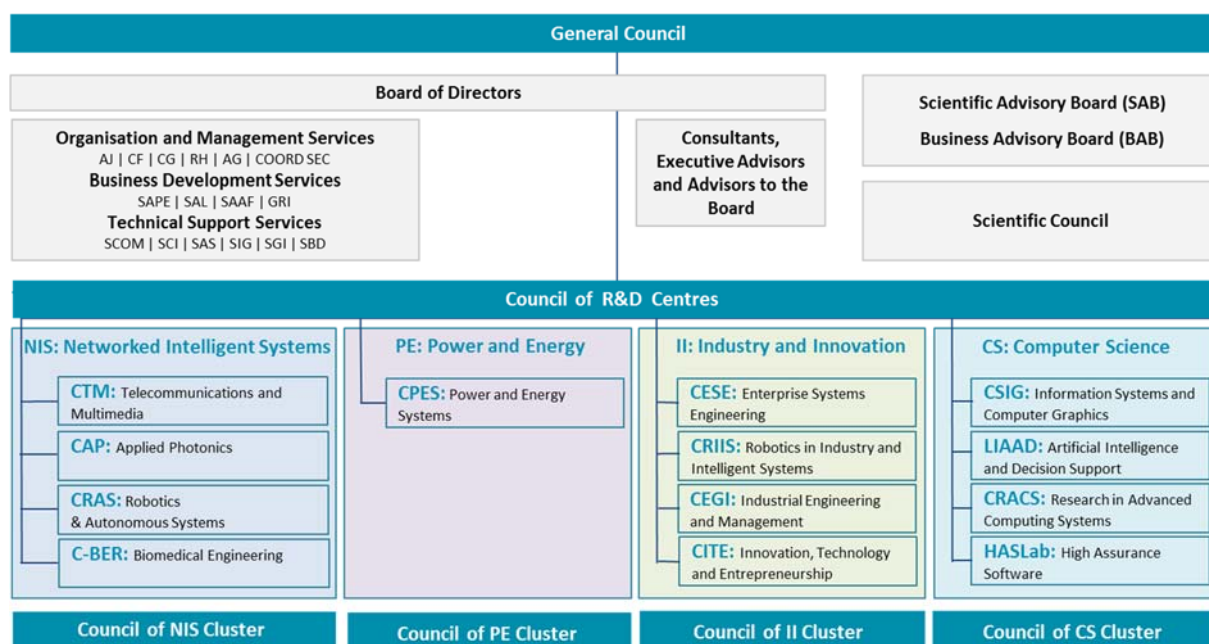 General Council
Board of Directors
Organisation and Management Services
AJ | CF | CG | RH | AG | COORD SEC
Business Development Services
SAPE | SAL | SAAF | GRI
Technical Support Services
SCOM | SCI | SAS | SIG | SGI | SBD
Consultants,
Executive Advisors
and Advisors to the
Board
Scientific Advisory Board (SAB)
Business Advisory Board (BAB)
Scientific Council
Council of R&D Centres
NIS: Networked Intelligent Systems
CTM: Telecommunications and
Multimedia
CAP: Applied Photonics
CRAS: Robotics
& Autonomous Systems
C-BER: Biomedical Engineering
Council of NIS Cluster
PE: Power and Energy
CPES: Power and Energy
Systems
Council of PE Cluster
II: Industry and Innovation
CESE: Enterprise Systems
Engineering
CRIIS: Robotics in Industry and
Intelligent Systems
CEGI: Industrial Engineering
and Management
CITE: Innovation, Technology
and Entrepreneurship
Council of II Cluster
CS: Computer Science
CSIG: Information Systems and
Computer Graphics
LIAAD: Artificial Intelligence
and Decision Support
CRACS: Research in Advanced
Computing Systems
HASLab: High Assurance
Software
Council of CS Cluster